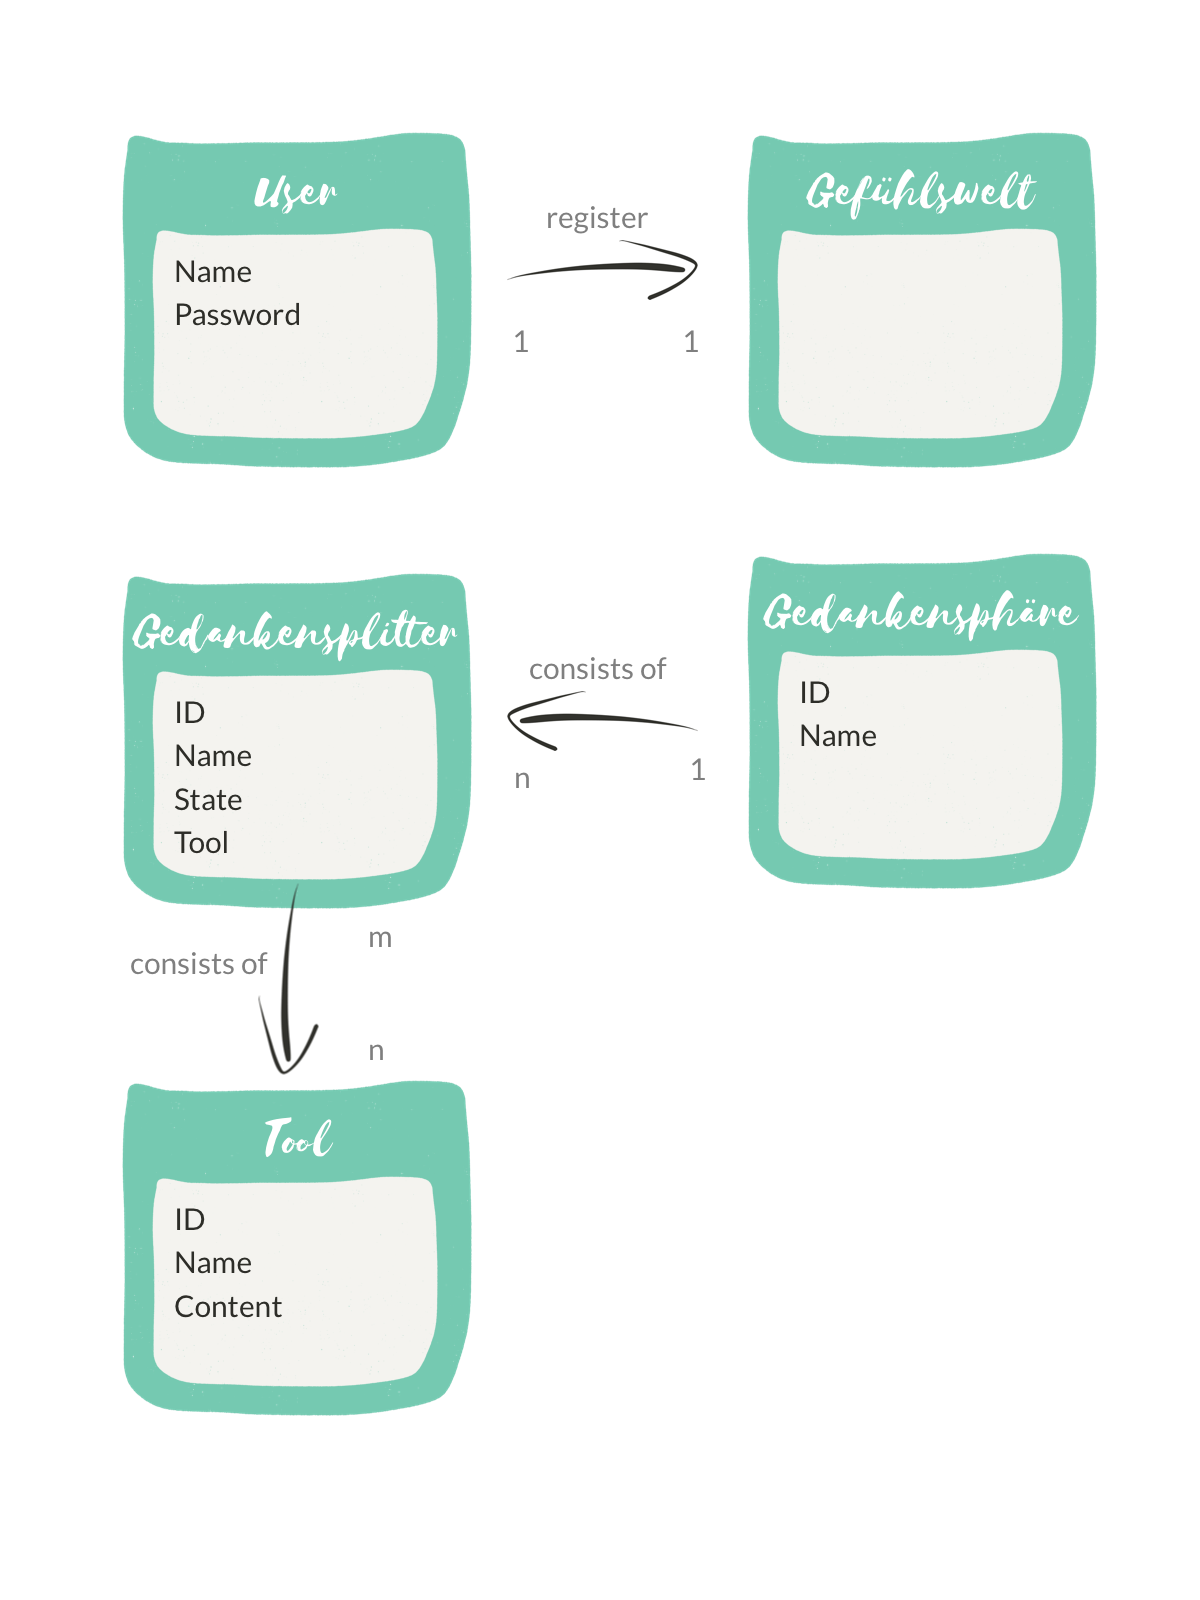 User
Name
Password
register
1
1
Gefühlswelt
Gedankensplitter
ID
Name
State
Tool
consists of
n
1
Gedankensphäre
ID
Name
consists of
m
n
Tool
ID
Name
Content